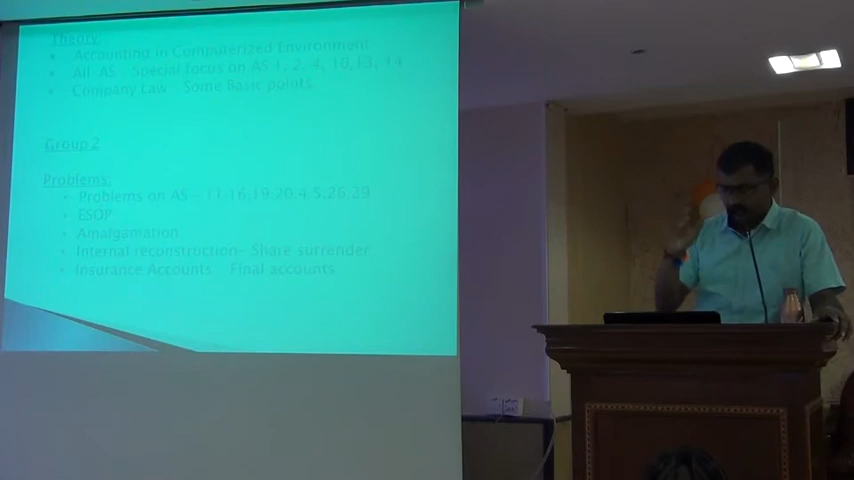 Theory:
• Accounting in Computerized Environment
• All AS - Special focus on AS 1, 2, 4, 10,13, 14
• Company Law - Some Basic points
Group 2
Problems:
• Problems on AS - 11,16,19,20,4,5,26,29
• ESOP
• Amalgamation
• Internal reconstruction- Share surrender
• Insurance Accounts - Final accounts